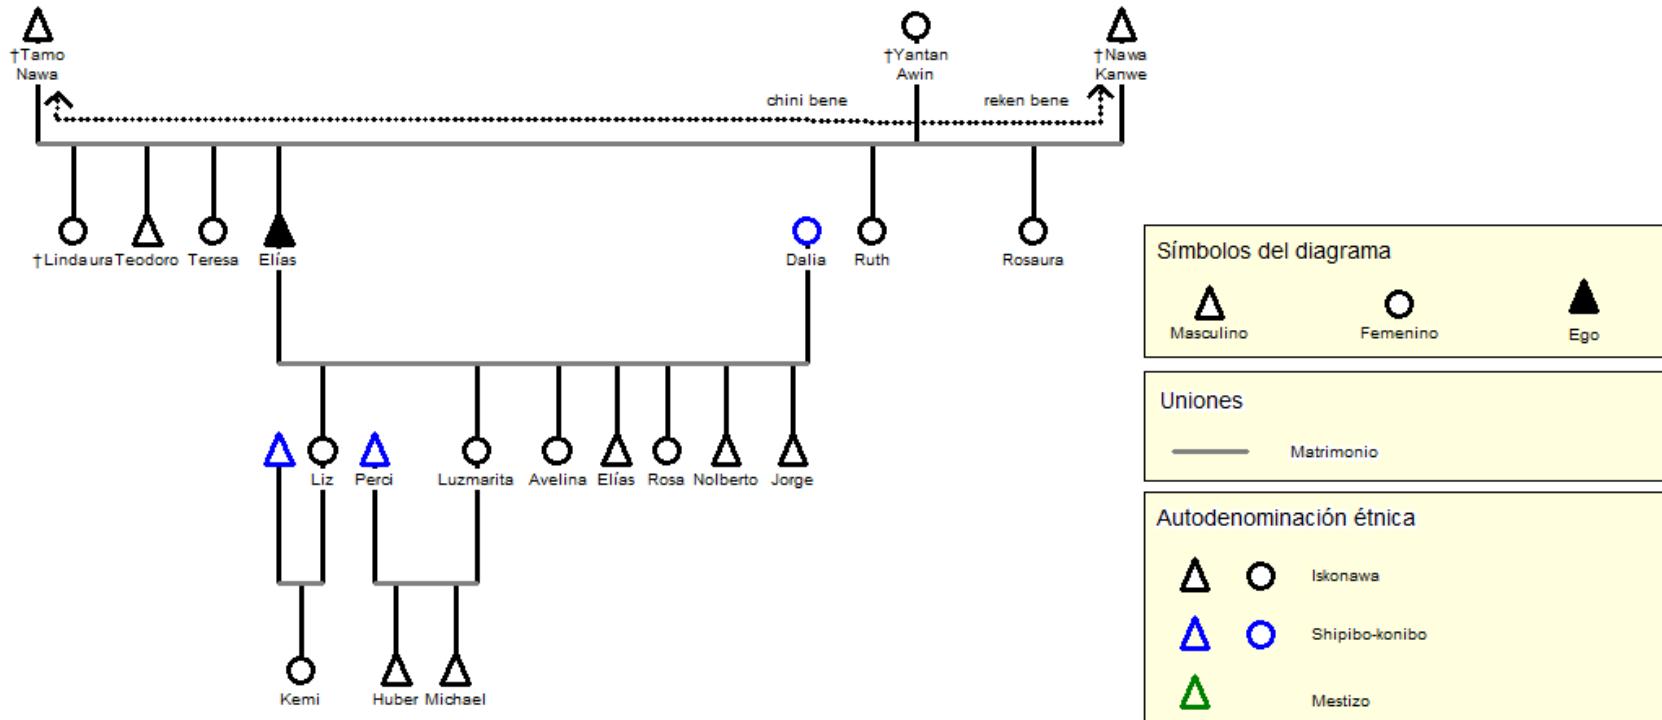 †Tamo
Nawa
†Yantan
Awin
†Nawa
Kanwe
chini bene
reken bene
†Lindaura
Teodoro
Teresa
Elías
Dalia
Ruth
Rosaura
Liz
Perci
Luzmarita
Avelina
Elías
Rosa
Nolberto
Jorge
Kemi
Huber
Michael
Símbolos del diagrama
Masculino
Femenino
Ego
Uniones
Matrimonio
Autodenominación étnica
Iskonawa
Shipibo-konibo
Mestizo